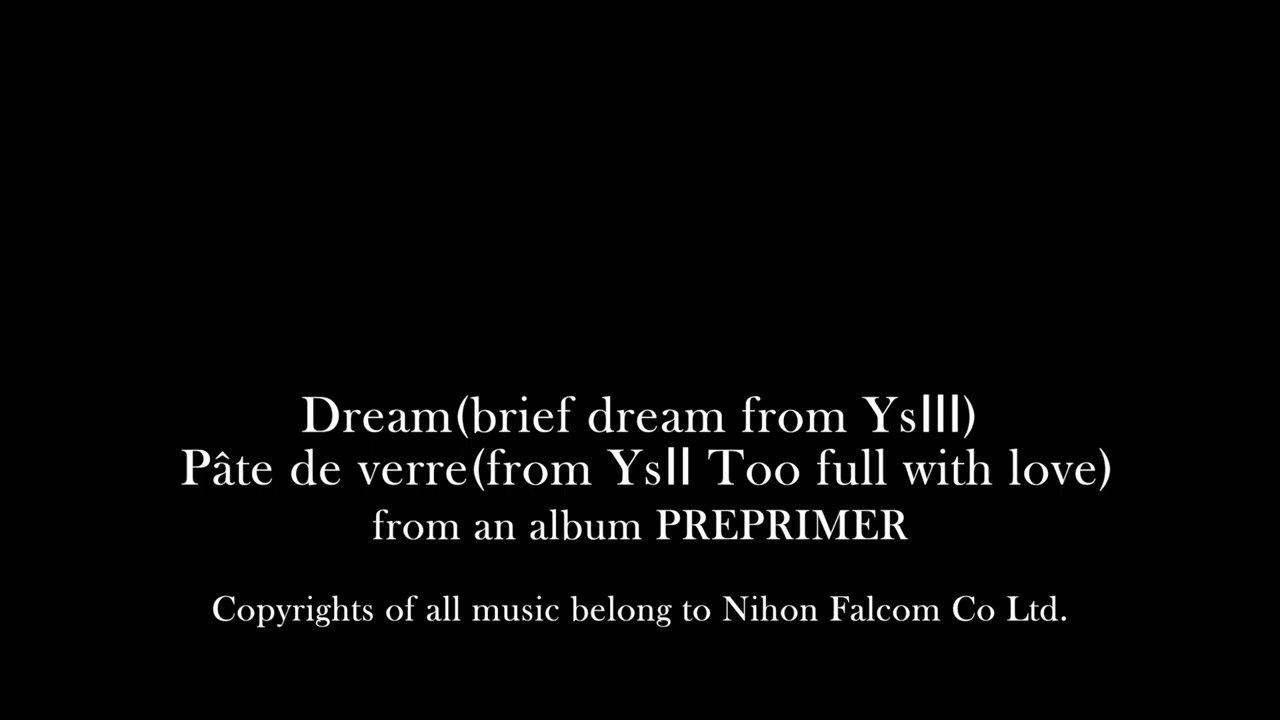 Dream(brief dream from YsIII)
Pâte de verre(from YsII Too full with love)
from an album PREPRIMER
Copyrights of all music belong to Nihon Falcom Co Ltd.